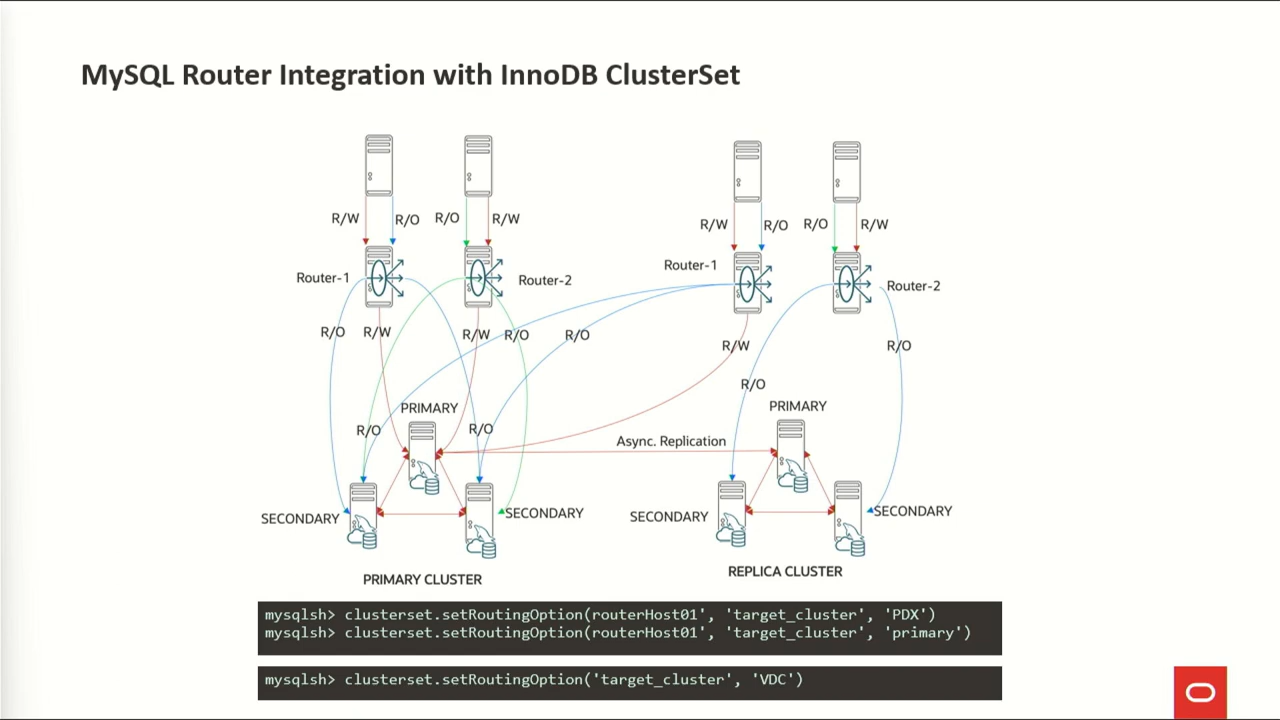 MySQL Router Integration with InnoDB ClusterSet
R/W
R/O
R/O
R/W
R/W
R/O
R/O
R/W
Router-1
Router-2
Router-1
Router-2
R/O
R/W
R/W
R/O
R/O
R/W
R/O
R/O
PRIMARY
PRIMARY
R/O
R/O
Async. Replication
SECONDARY
SECONDARY
SECONDARY
SECONDARY
PRIMARY CLUSTER
REPLICA CLUSTER
mysqlsh> clusterset.setRoutingOption(routerHost01', 'target_cluster', 'PDX')
mysqlsh> clusterset.setRoutingOption(routerHost01', 'target_cluster', 'primary')
mysqlsh> clusterset.setRoutingOption('target_cluster', 'VDC')